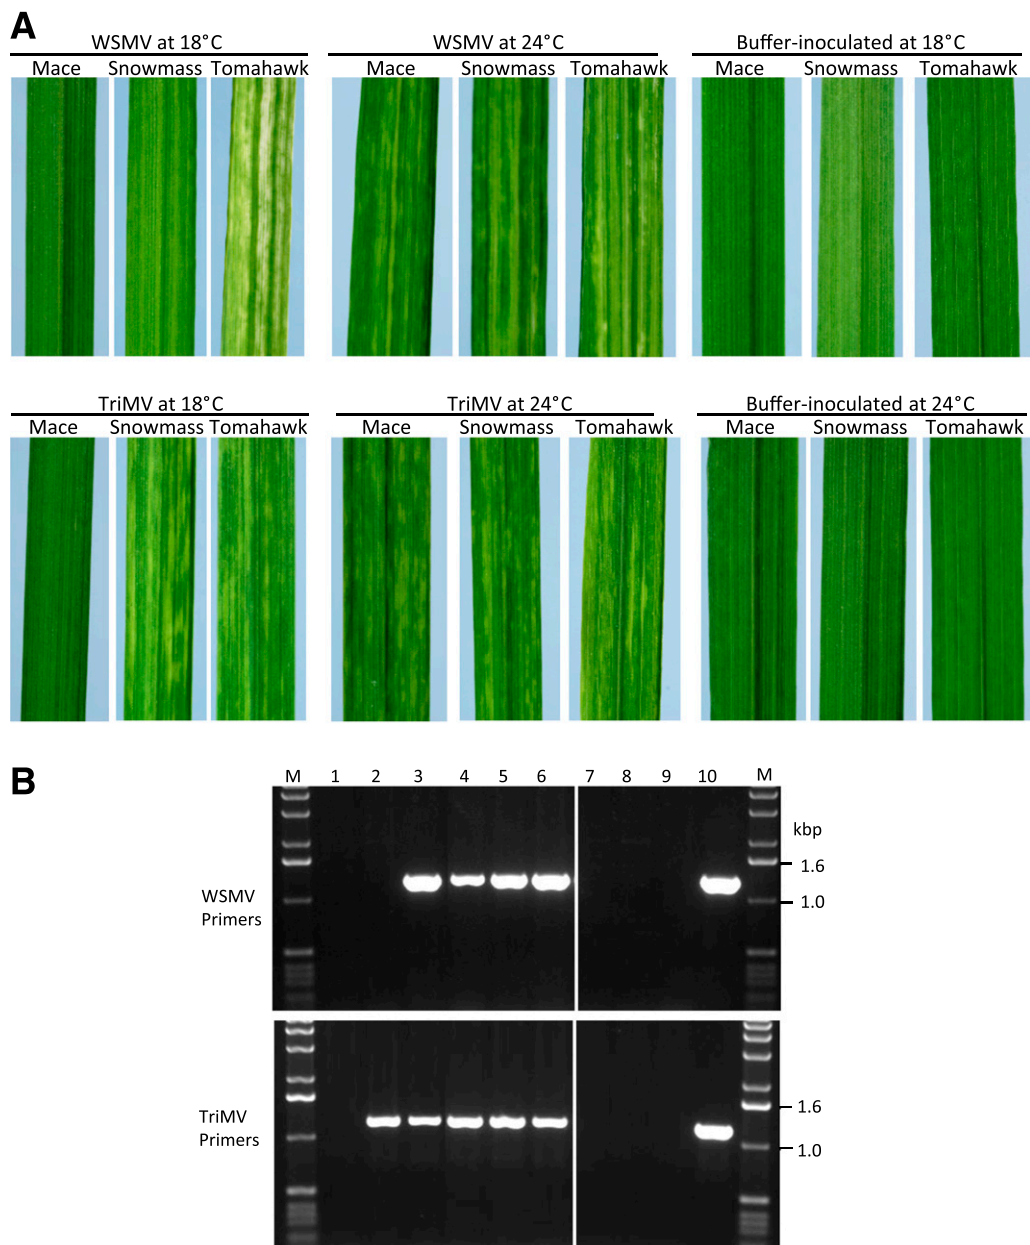 A
WSMV at 18°C
WSMV at 24°C
Buffer-inoculated at 18°C
Mace Snowmass Tomahawk
Mace Snowmass Tomahawk
Mace Snowmass Tomahawk
TriMV at 18°C
TriMV at 24°C
Buffer-inoculated at 24°C
Mace Snowmass Tomahawk
Mace Snowmass Tomahawk
Mace Snowmass Tomahawk
B
M 1 2 3 4 5 6 7 8 9 10 M
kbp
1.6
1.0
WSMV
Primers
TriMV
Primers
1.6
1.0